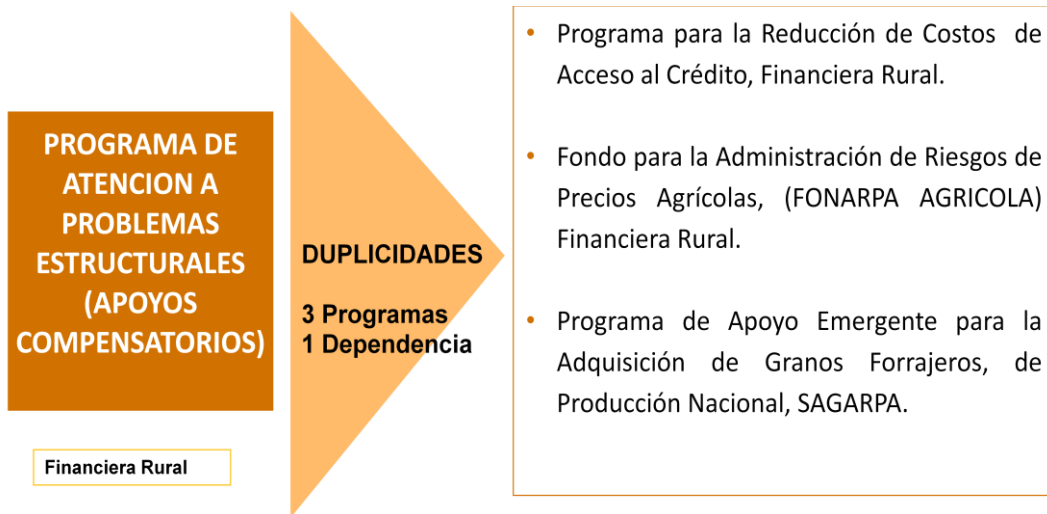 PROGRAMA DE
ATENCION A
PROBLEMAS
ESTRUCTURALES
(APOYOS
COMPENSATORIOS)
Financiera Rural
DUPLICIDADES
3 Programas
1 Dependencia
• Programa para la Reducción de Costos de
Acceso al Crédito, Financiera Rural.
• Fondo para la Administración de Riesgos de
Precios Agrícolas, (FONARPA AGRICOLA)
Financiera Rural.
• Programa de Apoyo Emergente para la
Adquisición de Granos Forrajeros, de
Producción Nacional, SAGARPA.